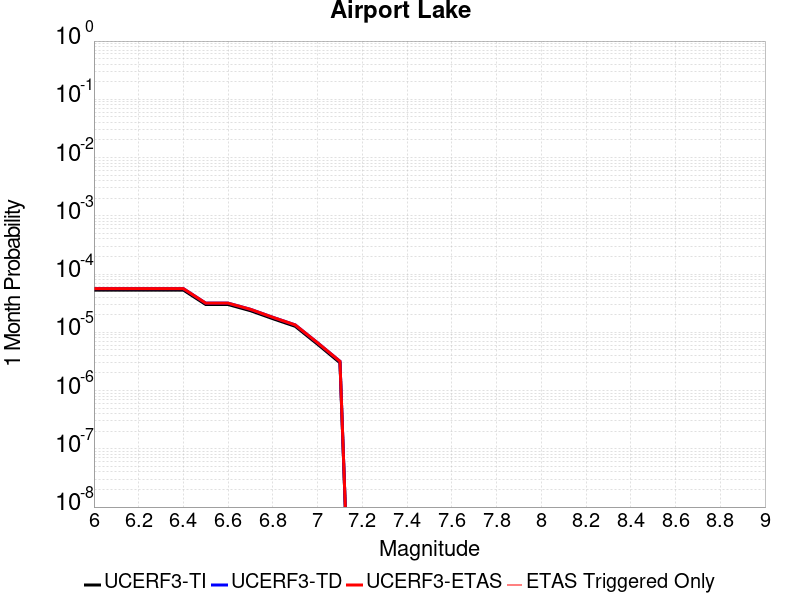 Airport Lake
10 0
10 -1
10 -2
10 -3
10 -4
10 -5
10 -6
10 -7
10 -8
1 Month Probability
6 6.2 6.4 6.6 6.8 7 7.2 7.4 7.6 7.8 8 8.2 8.4 8.6 8.8 9
Magnitude
UCERF3-TI UCERF3-TD UCERF3-ETAS ETAS Triggered Only